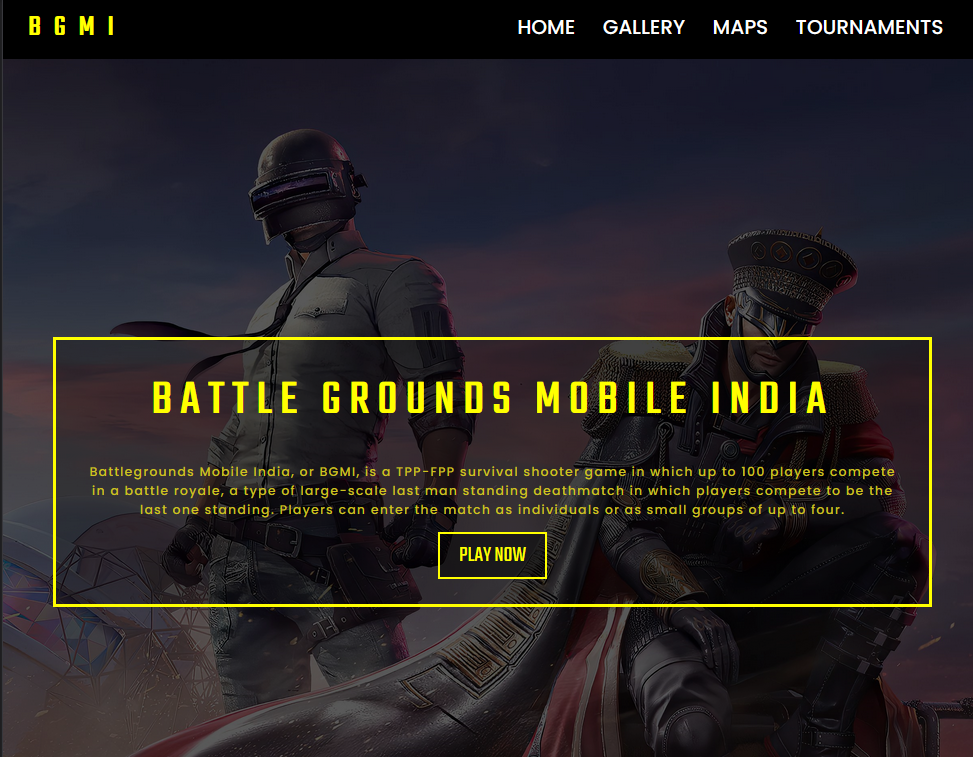 BGMI
HOME GALLERY MAPS TOURNAMENTS
BATTLE GROUNDS MOBILE INDIA
Battlegrounds Mobile India, or BGMI, is a TPP-FPP survival shooter game in which up to 100 players compete
in a battle royale, a type of large-scale last man standing deathmatch in which players compete to be the
last one standing. Players can enter the match as individuals or as small groups of up to four.
PLAY NOW